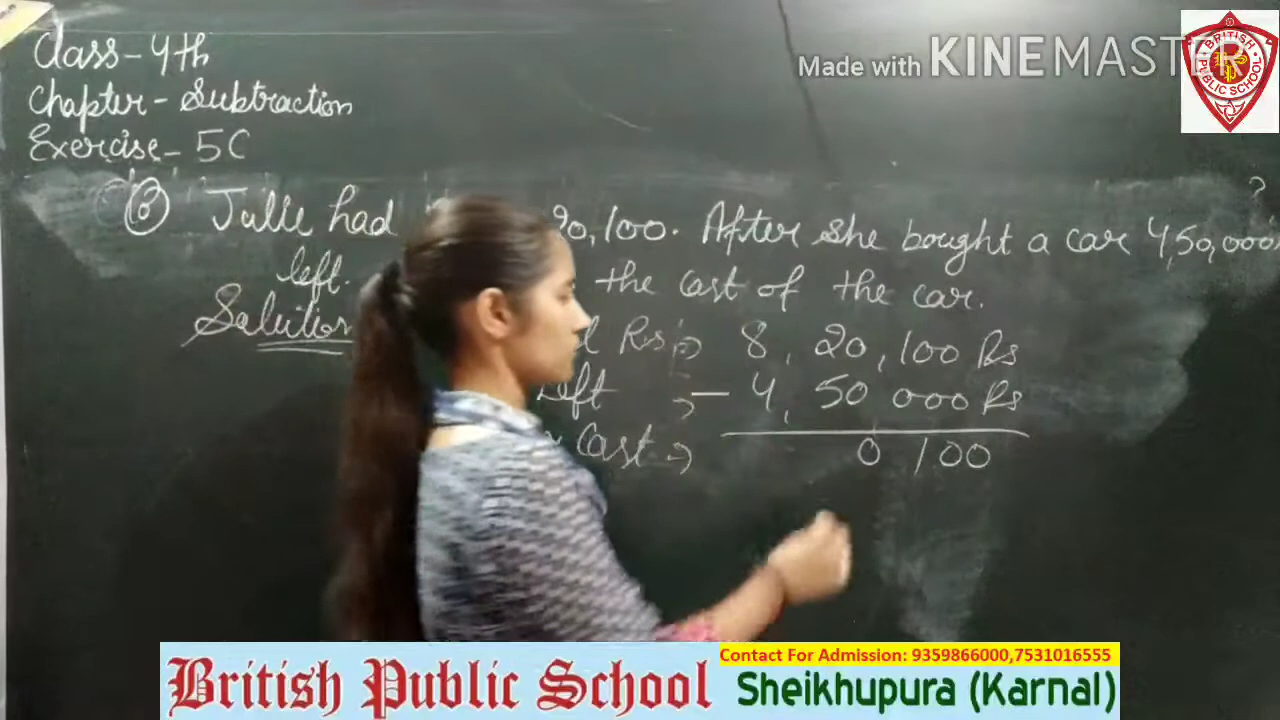 Class-4th
Made with KINEMASTER
BRITISH PUBLIC SCHOOL
Chapter-Subtraction
Exercise-5C
6 Julle had 20,100. After she bought a car 4,50,000 ?
left. the cost of the car.
Solution
Rs. 8,20,100 Rs
left - 4,50 000 Rs
Cost 0 100
Contact For Admission: 9359866000,7531016555
British Public School Sheikhupura (Karnal)